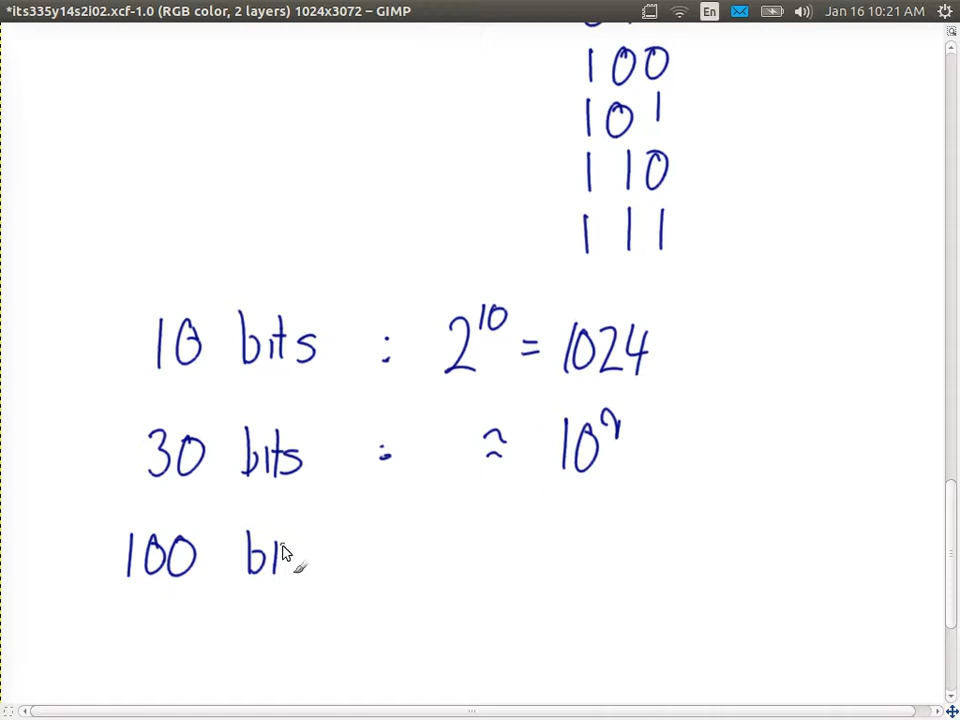 *its335y14s2i02.xcf-1.0 (RGB color, 2 layers) 1024x3072 – GIMP
En
Jan 16 10:21 AM
100
101
110
111
10 bits : 2^10 = 1024
30 bits : ≈ 10^9
100 bi